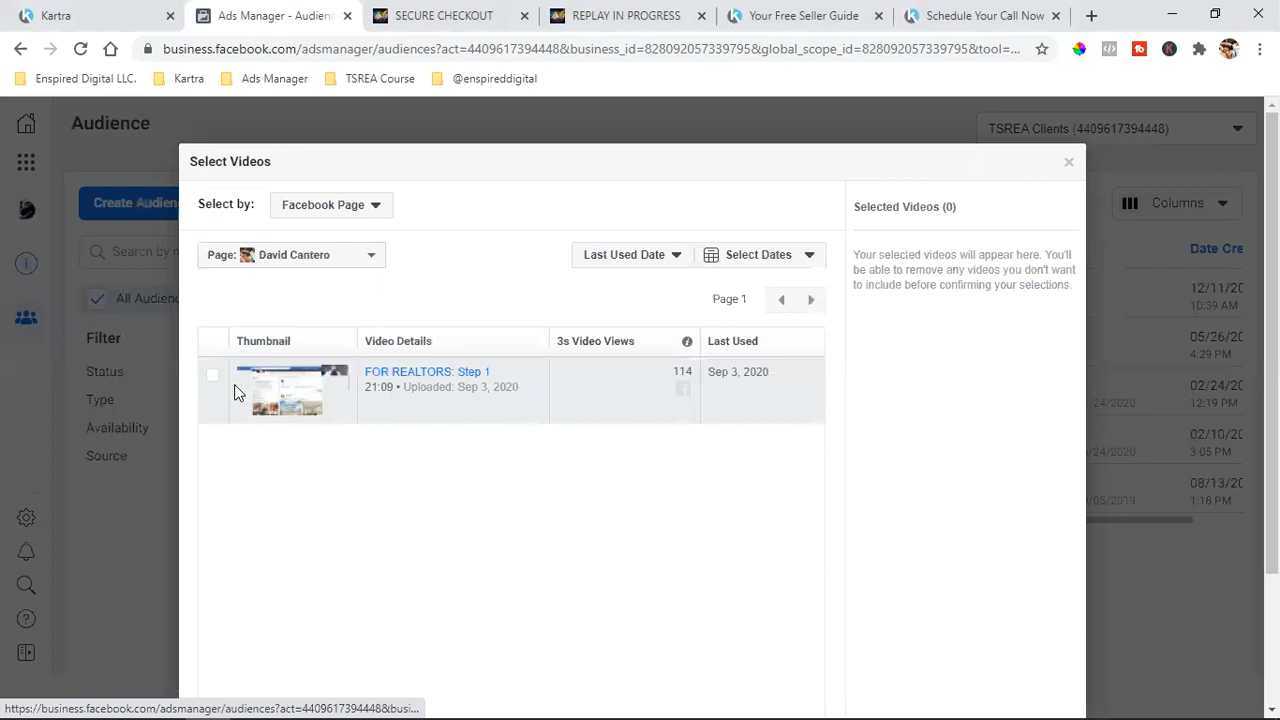 Kartra
Ads Manager - Audienc
SECURE CHECKOUT
REPLAY IN PROGRESS
Your Free Seller Guide
Schedule Your Call Now
business.facebook.com/adsmanager/audiences?act=4409617394448&business_id=828092057339795&global_scope_id=828092057339795&tool=...
Enspired Digital LLC.
Kartra
Ads Manager
TSREA Course
@enspireddigital
Audience
TSREA Clients (4409617394448)
Select Videos
Create Audien
Select by:
Facebook Page
Selected Videos (0)
Columns
Search by n
Page:
David Cantero
Last Used Date
Select Dates
Your selected videos will appear here. You'll
be able to remove any videos you don't want
to include before confirming your selections.
Date Cre
All Audienc
Page 1
12/11/20
10:39 AM
Filter
Thumbnail
Video Details
3s Video Views
Last Used
05/26/20
4:29 PM
Status
FOR REALTORS: Step 1
21:09 • Uploaded: Sep 3, 2020
114
Sep 3, 2020
02/24/20
/24/2020
12:19 PM
Type
Availability
02/10/20
/24/2020
3:05 PM
Source
08/13/20
/05/2019
1:18 PM
https://business.facebook.com/adsmanager/audiences?act=4409617394448&busi...